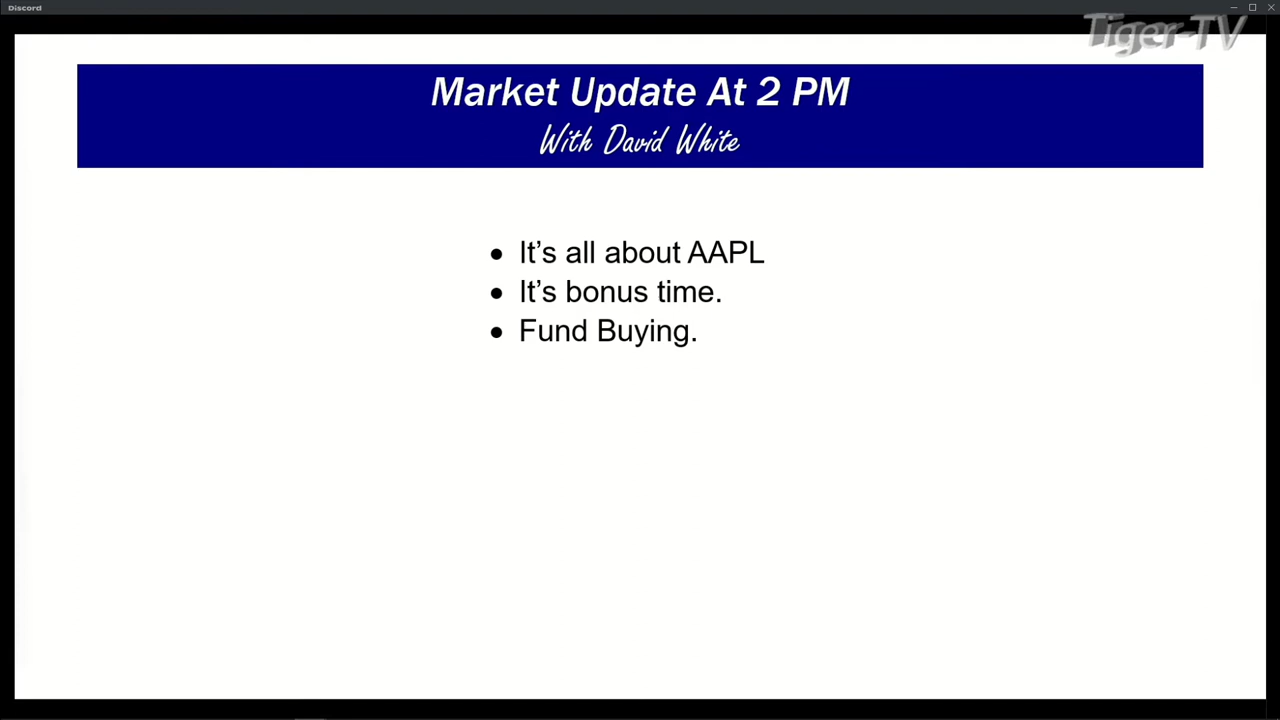 Discord
Tiger-TV
Market Update At 2 PM
With David White
• It’s all about AAPL
• It’s bonus time.
• Fund Buying.